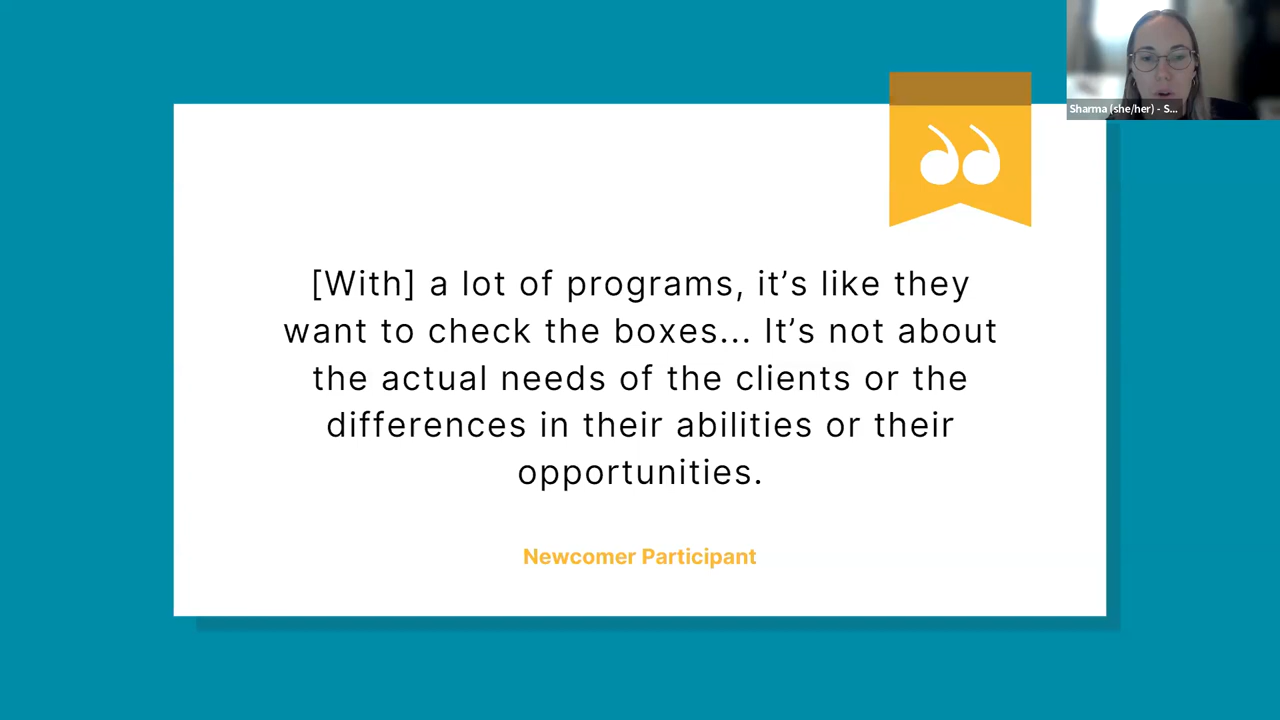 Sharma (she/her) - S...
[With] a lot of programs, it’s like they
want to check the boxes... It’s not about
the actual needs of the clients or the
differences in their abilities or their
opportunities.
Newcomer Participant